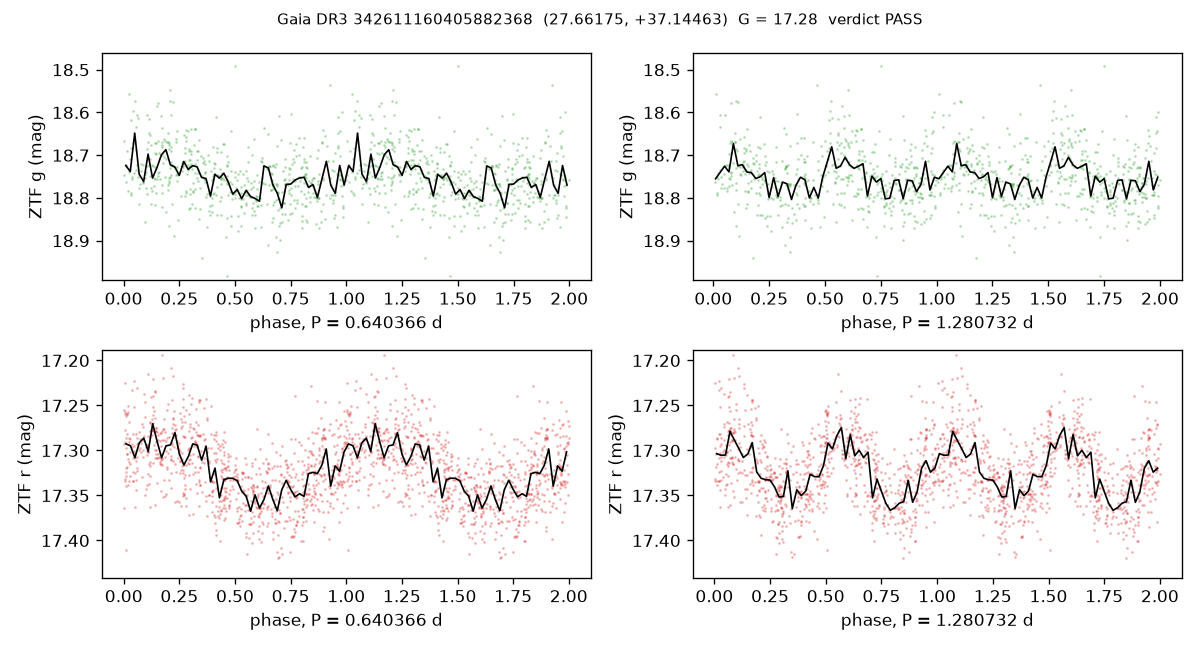 Gaia DR3 342611160405882368  (27.66175, +37.14463)  G = 17.28  verdict PASS
ZTF g (mag)
18.5
18.6
18.7
18.8
18.9
0.00 0.25 0.50 0.75 1.00 1.25 1.50 1.75 2.00
phase, P = 0.640366 d
ZTF g (mag)
18.5
18.6
18.7
18.8
18.9
0.00 0.25 0.50 0.75 1.00 1.25 1.50 1.75 2.00
phase, P = 1.280732 d
ZTF r (mag)
17.20
17.25
17.30
17.35
17.40
0.00 0.25 0.50 0.75 1.00 1.25 1.50 1.75 2.00
phase, P = 0.640366 d
ZTF r (mag)
17.20
17.25
17.30
17.35
17.40
0.00 0.25 0.50 0.75 1.00 1.25 1.50 1.75 2.00
phase, P = 1.280732 d